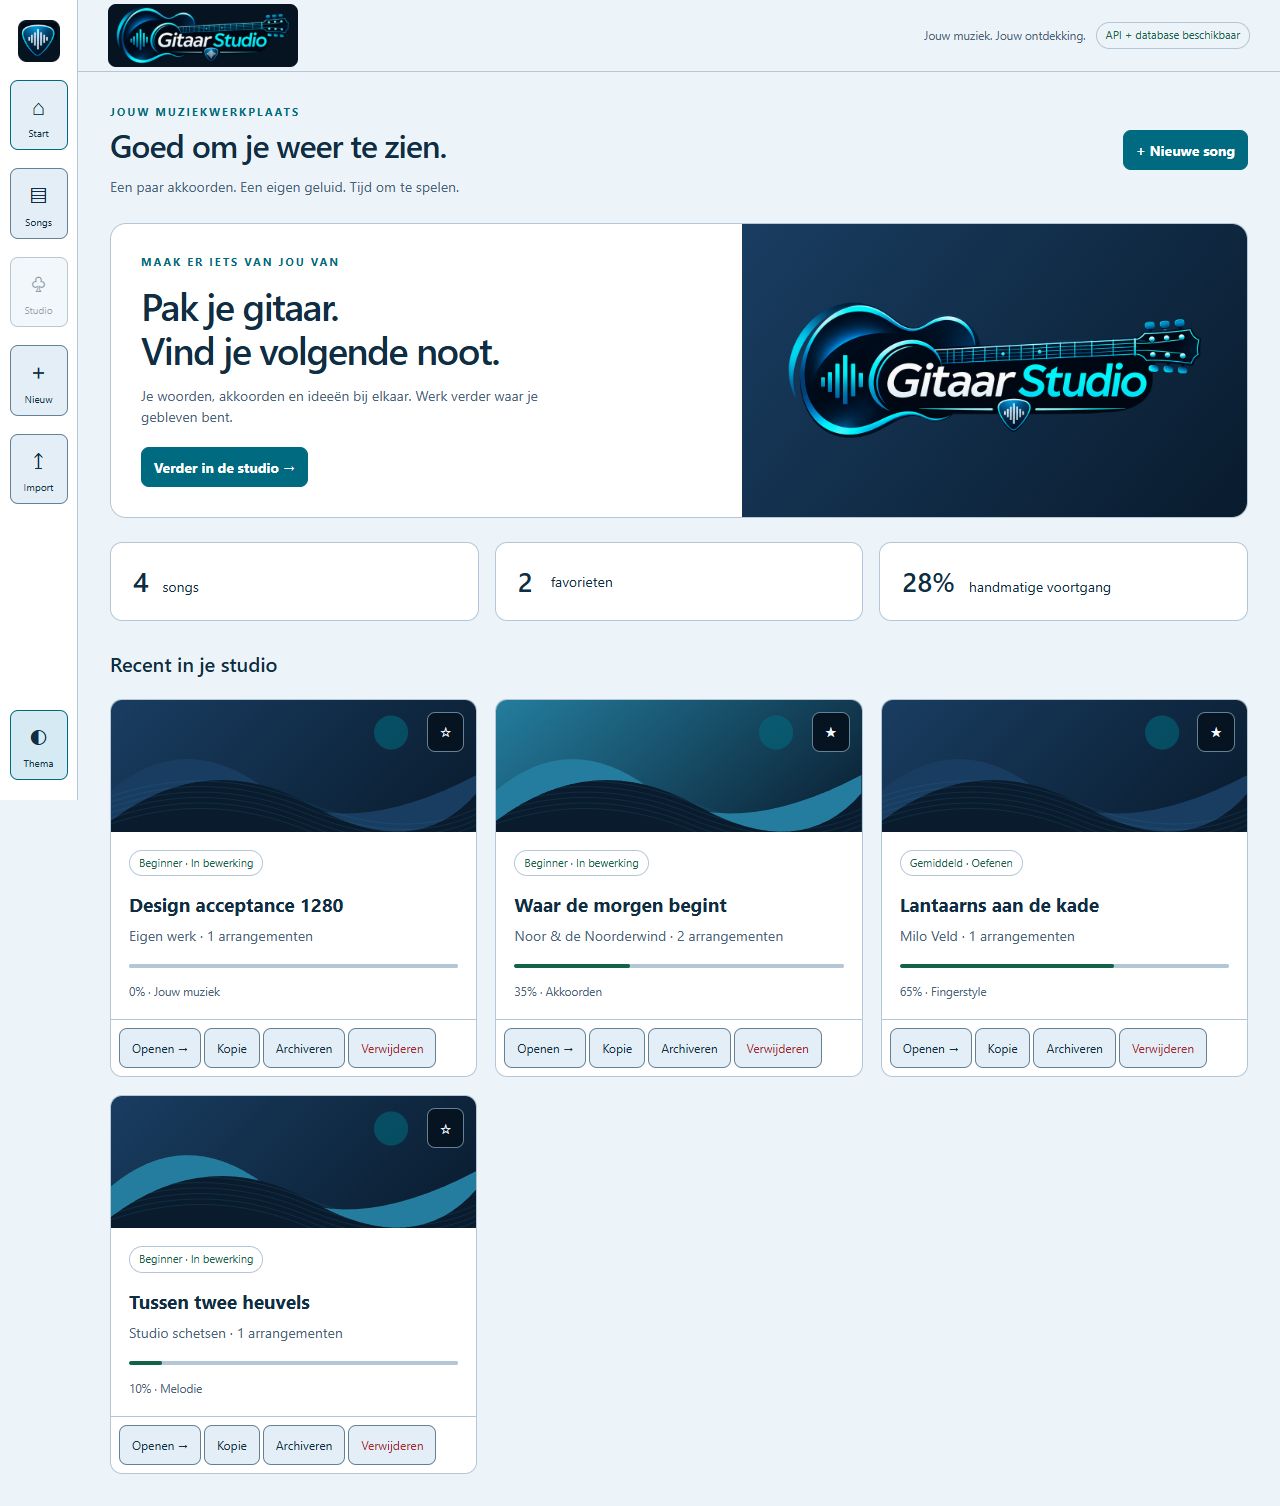 Gitaar Studio
Jouw muziek. Jouw ontdekking.
API + database beschikbaar
Start
Songs
Studio
+
Nieuw
Import
Thema
JOUW MUZIEKWERKPLAATS
Goed om je weer te zien.
Een paar akkoorden. Een eigen geluid. Tijd om te spelen.
+ Nieuwe song
MAAK ER IETS VAN JOU VAN
Pak je gitaar.
Vind je volgende noot.
Je woorden, akkoorden en ideeën bij elkaar. Werk verder waar je
gebleven bent.
Verder in de studio →
Gitaar Studio
4 songs
2 favorieten
28% handmatige voortgang
Recent in je studio
Beginner · In bewerking
Design acceptance 1280
Eigen werk · 1 arrangementen
0% · Jouw muziek
Openen → Kopie Archiveren Verwijderen
Beginner · In bewerking
Waar de morgen begint
Noor & de Noorderwind · 2 arrangementen
35% · Akkoorden
Openen → Kopie Archiveren Verwijderen
Gemiddeld · Oefenen
Lantaarns aan de kade
Milo Veld · 1 arrangementen
65% · Fingerstyle
Openen → Kopie Archiveren Verwijderen
Beginner · In bewerking
Tussen twee heuvels
Studio schetsen · 1 arrangementen
10% · Melodie
Openen → Kopie Archiveren Verwijderen